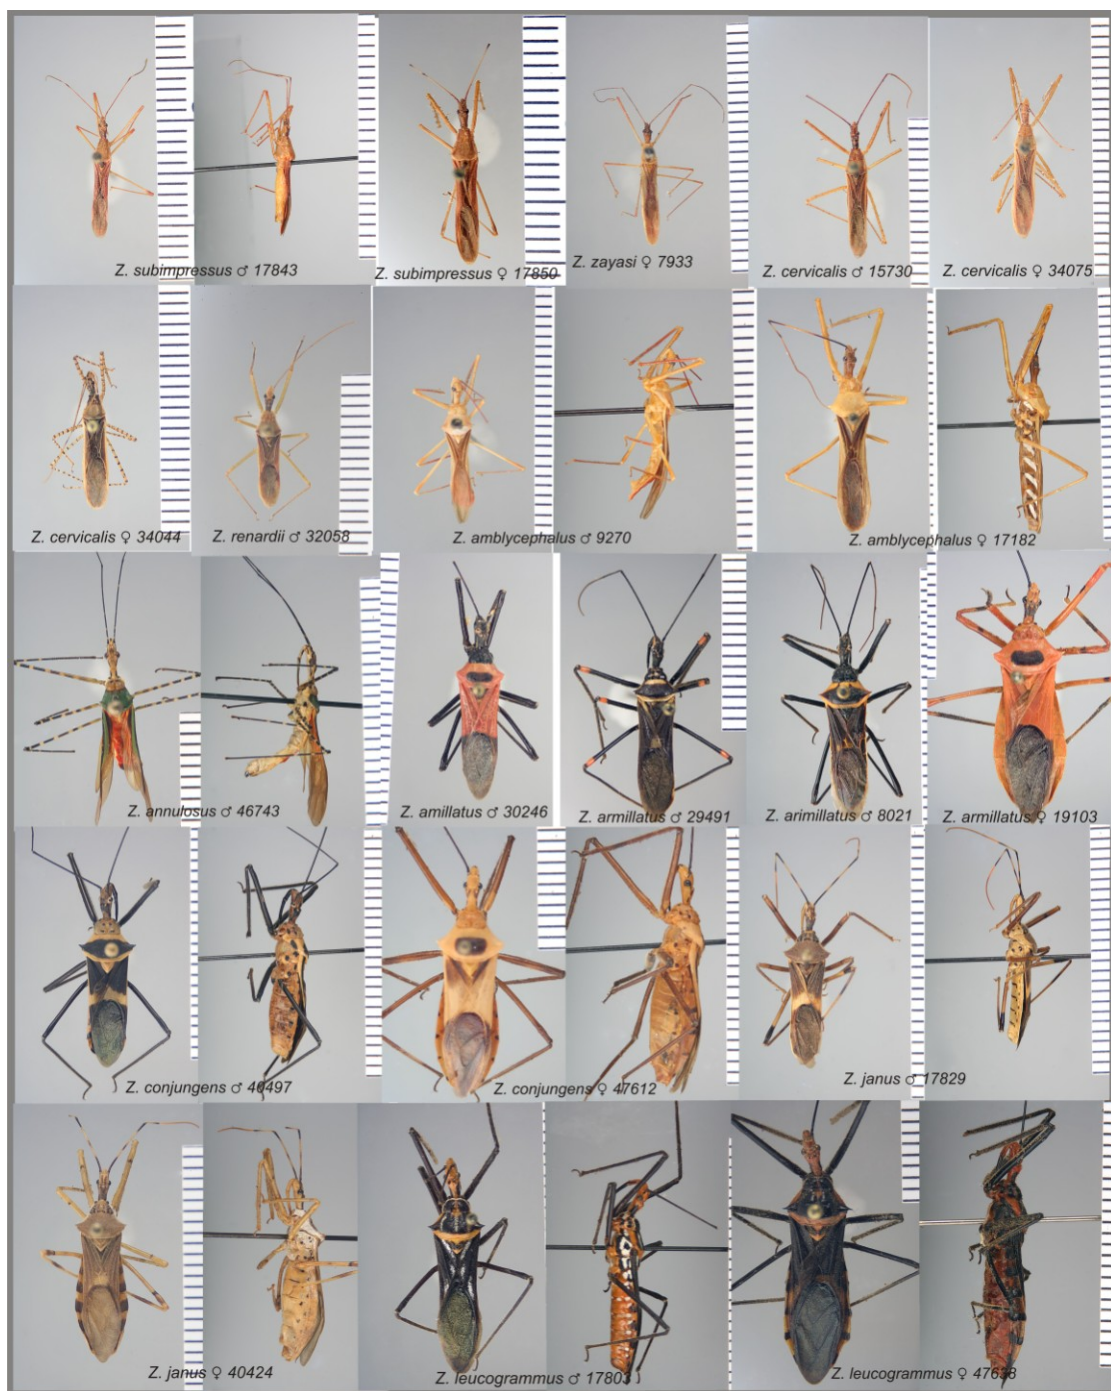 Z. subimpressus ♂ 17843
Z. subimpressus ♀ 17850
Z. zayasi ♀ 7933
Z. cervicalis ♂ 15730
Z. cervicalis ♀ 34075
Z. cervicalis ♀ 34044
Z. renardii ♂ 32058
Z. amblycephalus ♂ 9270
Z. amblycephalus ♀ 17182
Z. annulosus ♂ 46743
Z. amillatus ♂ 30246
Z. armillatus ♂ 29491
Z. arimillatus ♂ 8021
Z. armillatus ♀ 19103
Z. conjungens ♂ 40497
Z. conjungens ♀ 47612
Z. janus ♂ 17829
Z. janus ♀ 40424
Z. leucogrammus ♂ 17803
Z. leucogrammus ♀ 47638